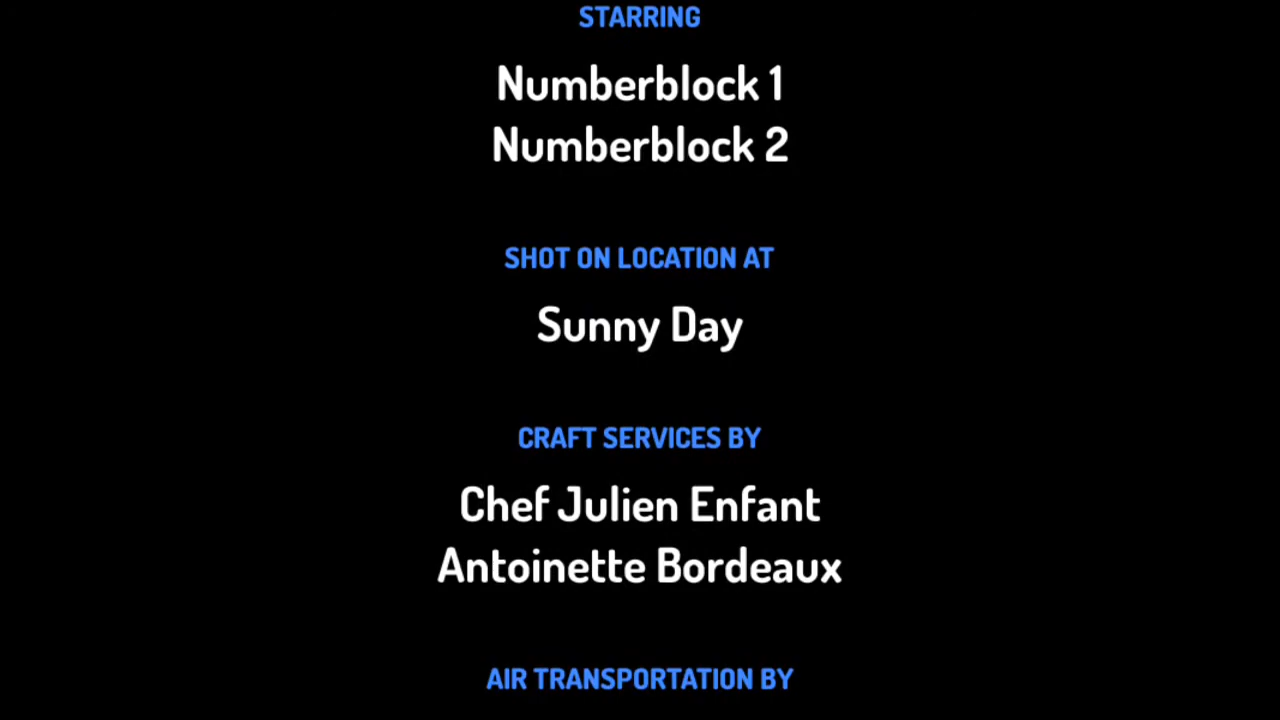 STARRING
Numberblock 1
Numberblock 2
SHOT ON LOCATION AT
Sunny Day
CRAFT SERVICES BY
Chef Julien Enfant
Antoinette Bordeaux
AIR TRANSPORTATION BY